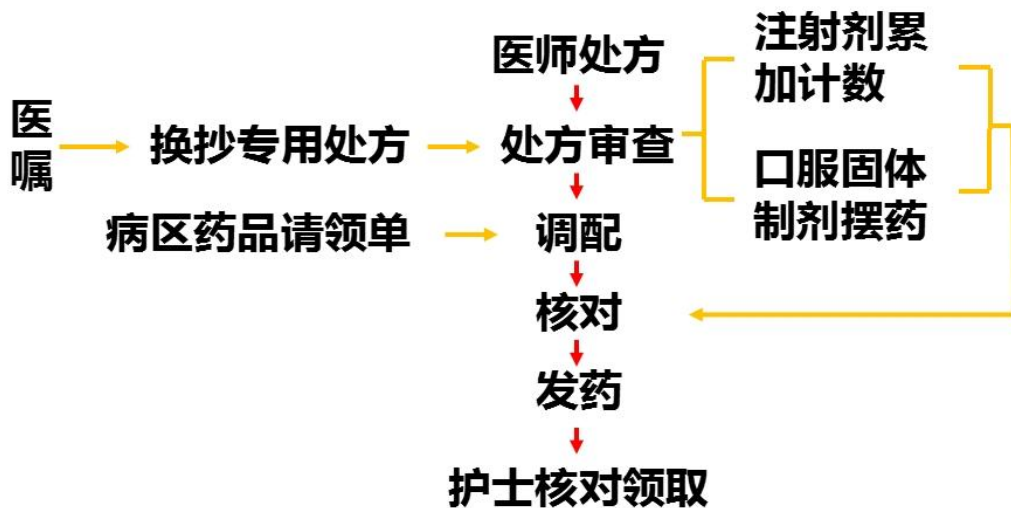 医师处方
注射剂累
加计数
医
嘱
换抄专用处方
处方审查
口服固体
制剂摆药
病区药品请领单
调配
核对
发药
护士核对领取